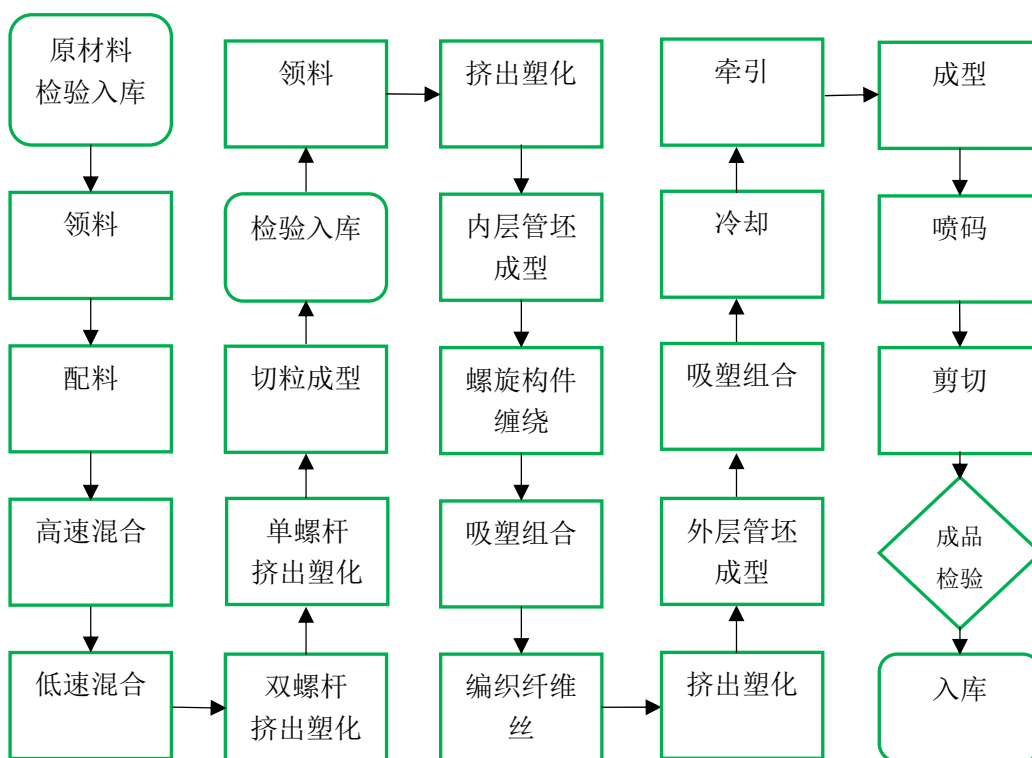 原材料
检验入库
领料
配料
高速混合
低速混合
双螺杆
挤出塑化
单螺杆
挤出塑化
切粒成型
检验入库
领料
挤出塑化
内层管坯
成型
螺旋构件
缠绕
吸塑组合
编织纤维
丝
挤出塑化
外层管坯
成型
吸塑组合
冷却
牵引
成型
喷码
剪切
成品
检验
入库